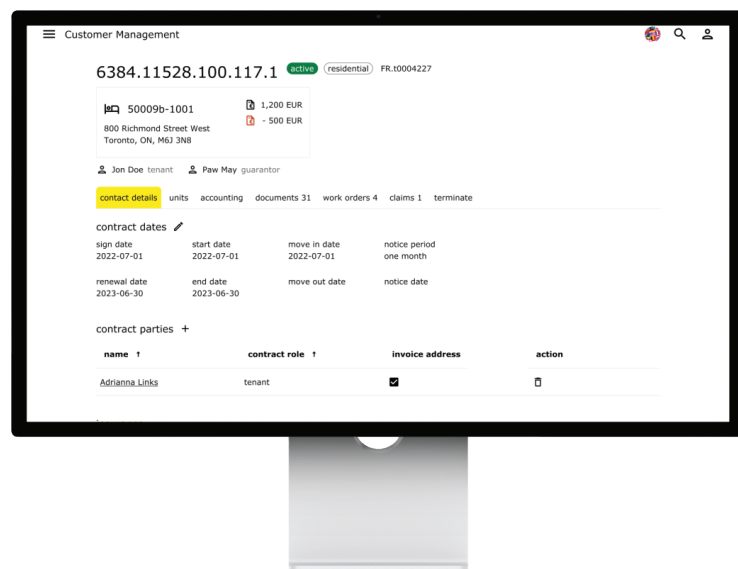 Customer Management
6384.11528.100.117.1 active residential FR.t0004227
50009b-1001 1,200 EUR
- 500 EUR
800 Richmond Street West
Toronto, ON, M6J 3N8
Jon Doe tenant Paw May guarantor
contact details units accounting documents 31 work orders 4 claims 1 terminate
contract dates
sign date start date move in date notice period
2022-07-01 2022-07-01 2022-07-01 one month
renewal date end date move out date notice date
2023-06-30 2023-06-30
contract parties +
name ↑ contract role ↑ invoice address action
Adrianna Links tenant